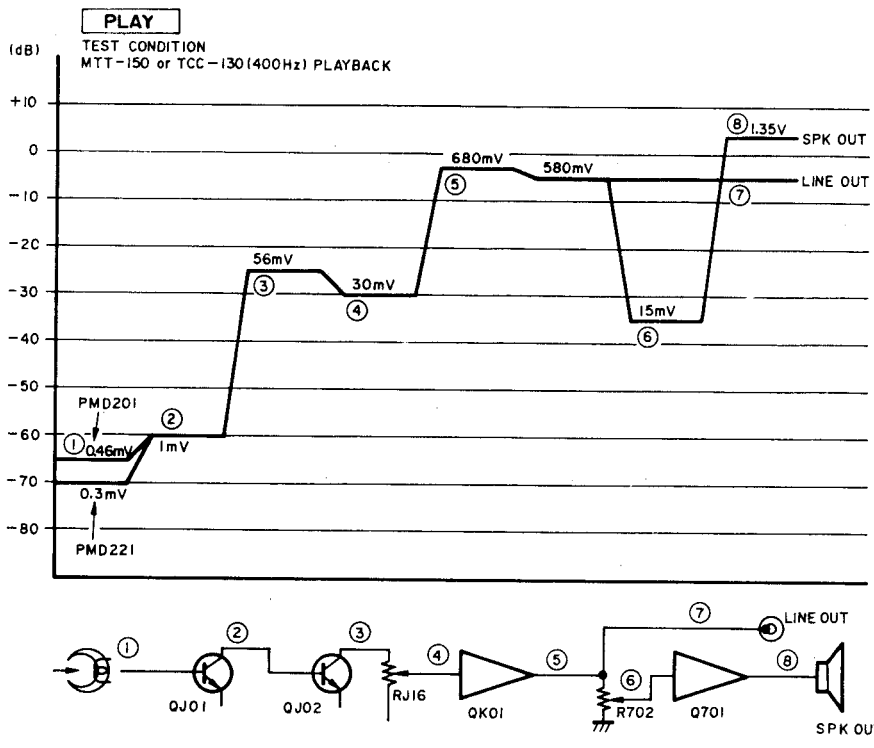 PLAY
(dB)
TEST CONDITION
MTT-150 or TCC-130(400Hz) PLAYBACK
+10
⑧ 1.35V
SPK OUT
0
680mV
580mV
LINE OUT
-10
⑤
⑦
-20
56mV
-30
③
30mV
④
15mV
-40
⑥
-50
PMD201
②
-60
① 0.46mV
1mV
-70
0.3mV
-80
PMD221
⑦
LINE OUT
①
②
③
④
⑤
⑥
⑧
QJ01
QJ02
RJ16
QK01
R702
Q701
SPK OU